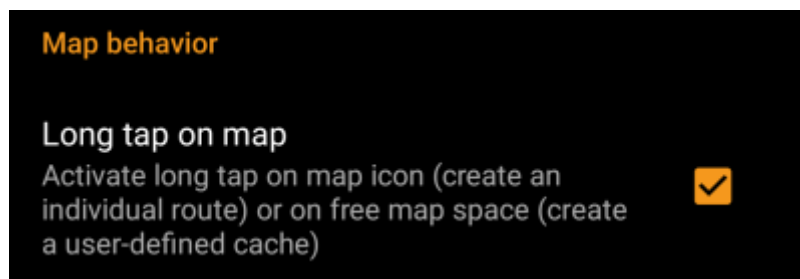 Map behavior
Long tap on map
Activate long tap on map icon (create an
individual route) or on free map space (create
a user-defined cache)